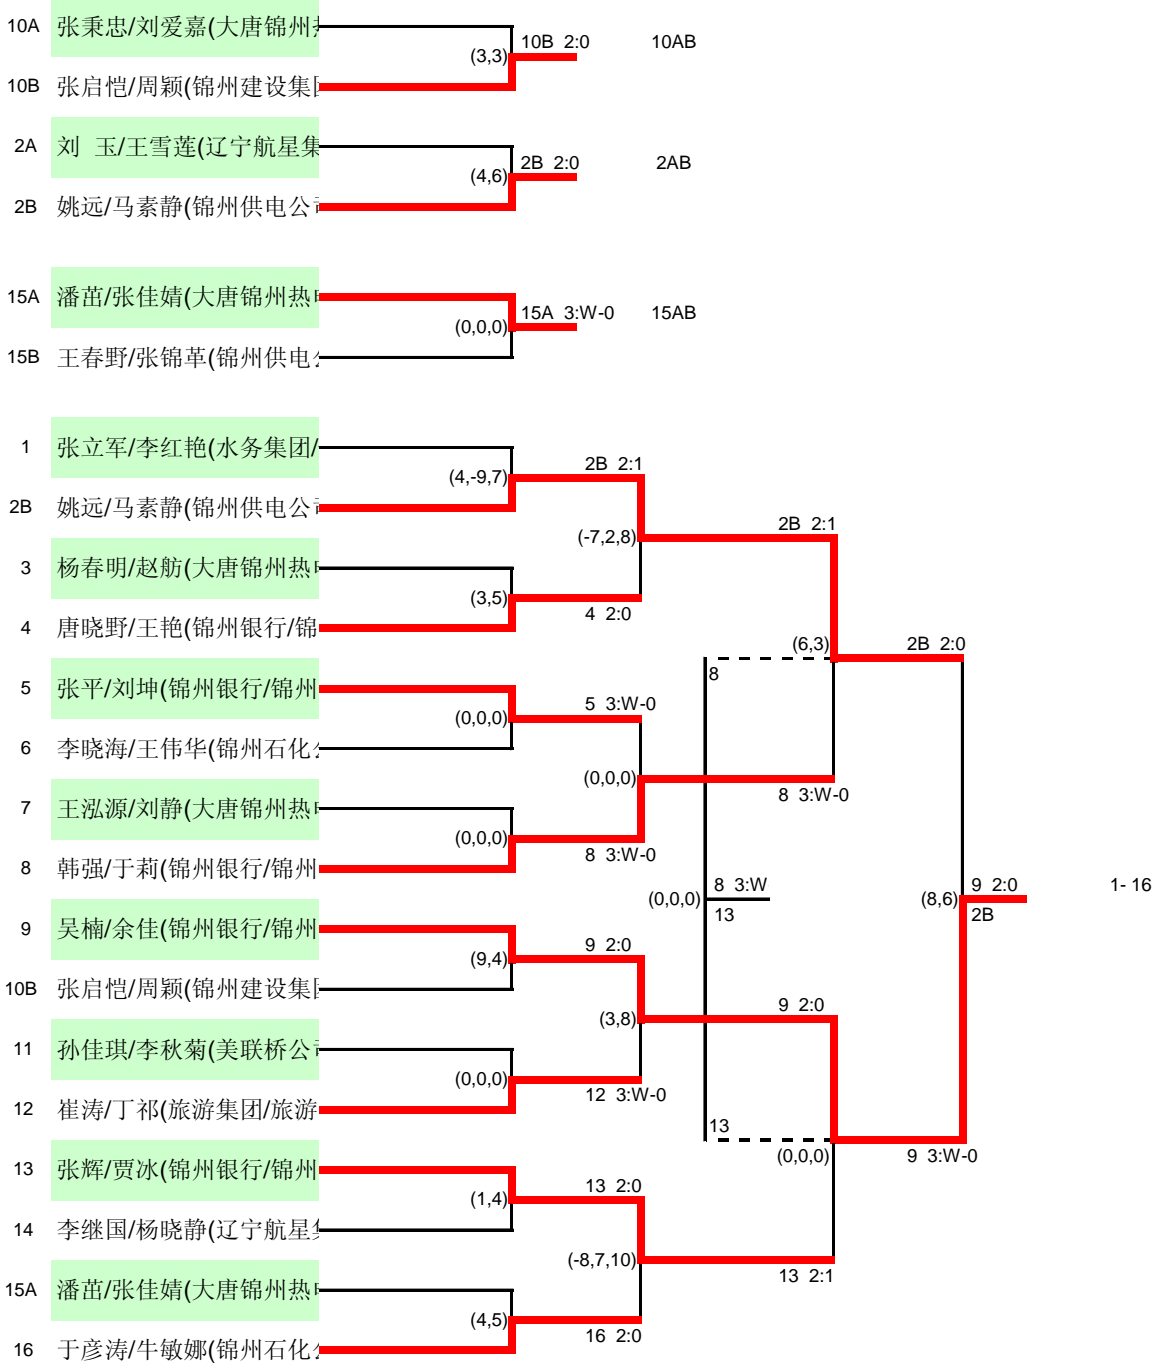 10A 张秉忠/刘爱嘉(大唐锦州
10B 2:0 10AB
(3,3)
10B 张启恺/周颖(锦州建设集
2A 刘 玉/王雪莲(辽宁航星集
2B 2:0 2AB
(4,6)
2B 姚远/马素静(锦州供电公
15A 潘茁/张佳婧(大唐锦州热
15A 3:W-0 15AB
(0,0,0)
15B 王春野/张锦革(锦州供电
1 张立军/李红艳(水务集团/
2B 2:1
(4,-9,7)
2B 姚远/马素静(锦州供电公
2B 2:1
(-7,2,8)
3 杨春明/赵舫(大唐锦州热
(3,5)
4 2:0
4 唐晓野/王艳(锦州银行/锦
(6,3) 2B 2:0
8
5 张平/刘坤(锦州银行/锦州
5 3:W-0
(0,0,0)
6 李晓海/王伟华(锦州石化
(0,0,0)
8 3:W-0
7 王泓源/刘静(大唐锦州热
(0,0,0)
8 3:W-0
8 韩强/于莉(锦州银行/锦州
(0,0,0) 8 3:W (8,6) 9 2:0 1- 16
13 2B
9 吴楠/余佳(锦州银行/锦州
9 2:0
(9,4)
10B 张启恺/周颖(锦州建设集
9 2:0
(3,8)
11 孙佳琪/李秋菊(美联桥公
(0,0,0)
12 3:W-0
12 崔涛/丁祁(旅游集团/旅游
13
(0,0,0) 9 3:W-0
13 张辉/贾冰(锦州银行/锦州
13 2:0
(1,4)
14 李继国/杨晓静(辽宁航星
(-8,7,10)
13 2:1
15A 潘茁/张佳婧(大唐锦州热
(4,5)
16 2:0
16 于彦涛/牛敏娜(锦州石化